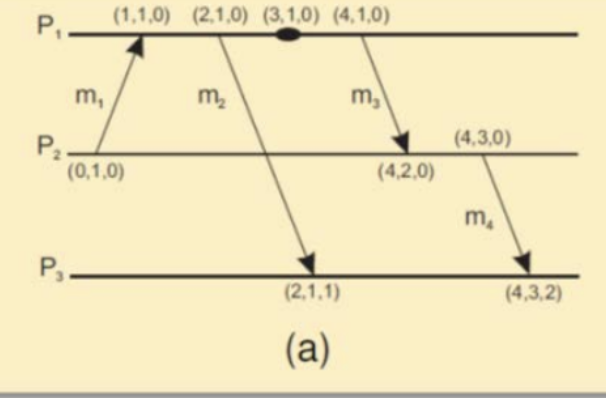 (1,1,0) (2,1,0) (3,1,0) (4,1,0)
P₁
m₁ m₂ m₃
(4,3,0)
P₂
(0,1,0) (4,2,0)
m₄
P₃
(2,1,1) (4,3,2)
(a)